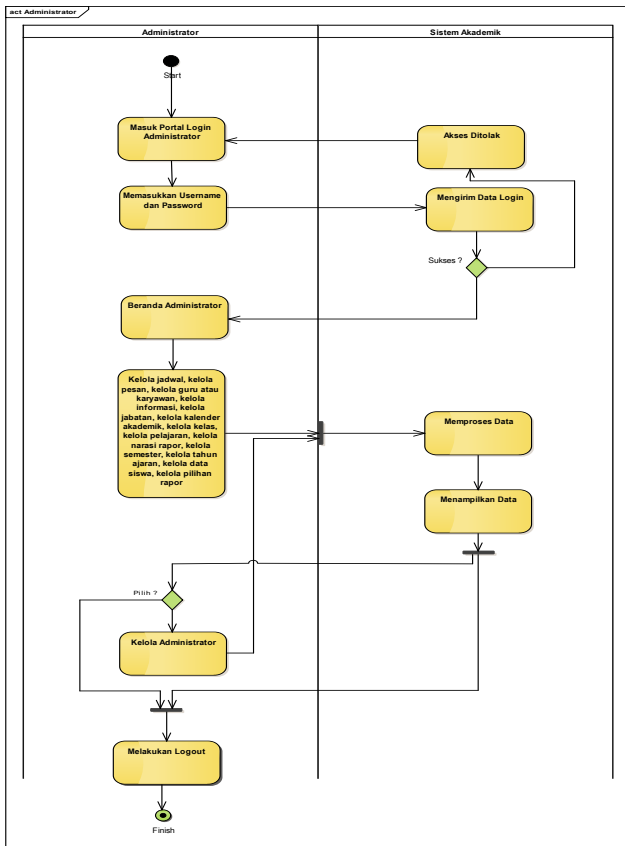 act Administrator
Administrator
Sistem Akademik
Start
Masuk Portal Login
Administrator
Akses Ditolak
Memasukkan Username
dan Password
Mengirim Data Login
Sukses ?
Beranda Administrator
Kelola jadwal, kelola
pesan, kelola guru atau
karyawan, kelola
informasi, kelola
jabatan, kelola kalender
akademik, kelola kelas,
kelola pelajaran, kelola
narasi rapor, kelola
semester, kelola tahun
ajaran, kelola data
siswa, kelola pilihan
rapor
Memproses Data
Menampilkan Data
Pilih ?
Kelola Administrator
Melakukan Logout
Finish